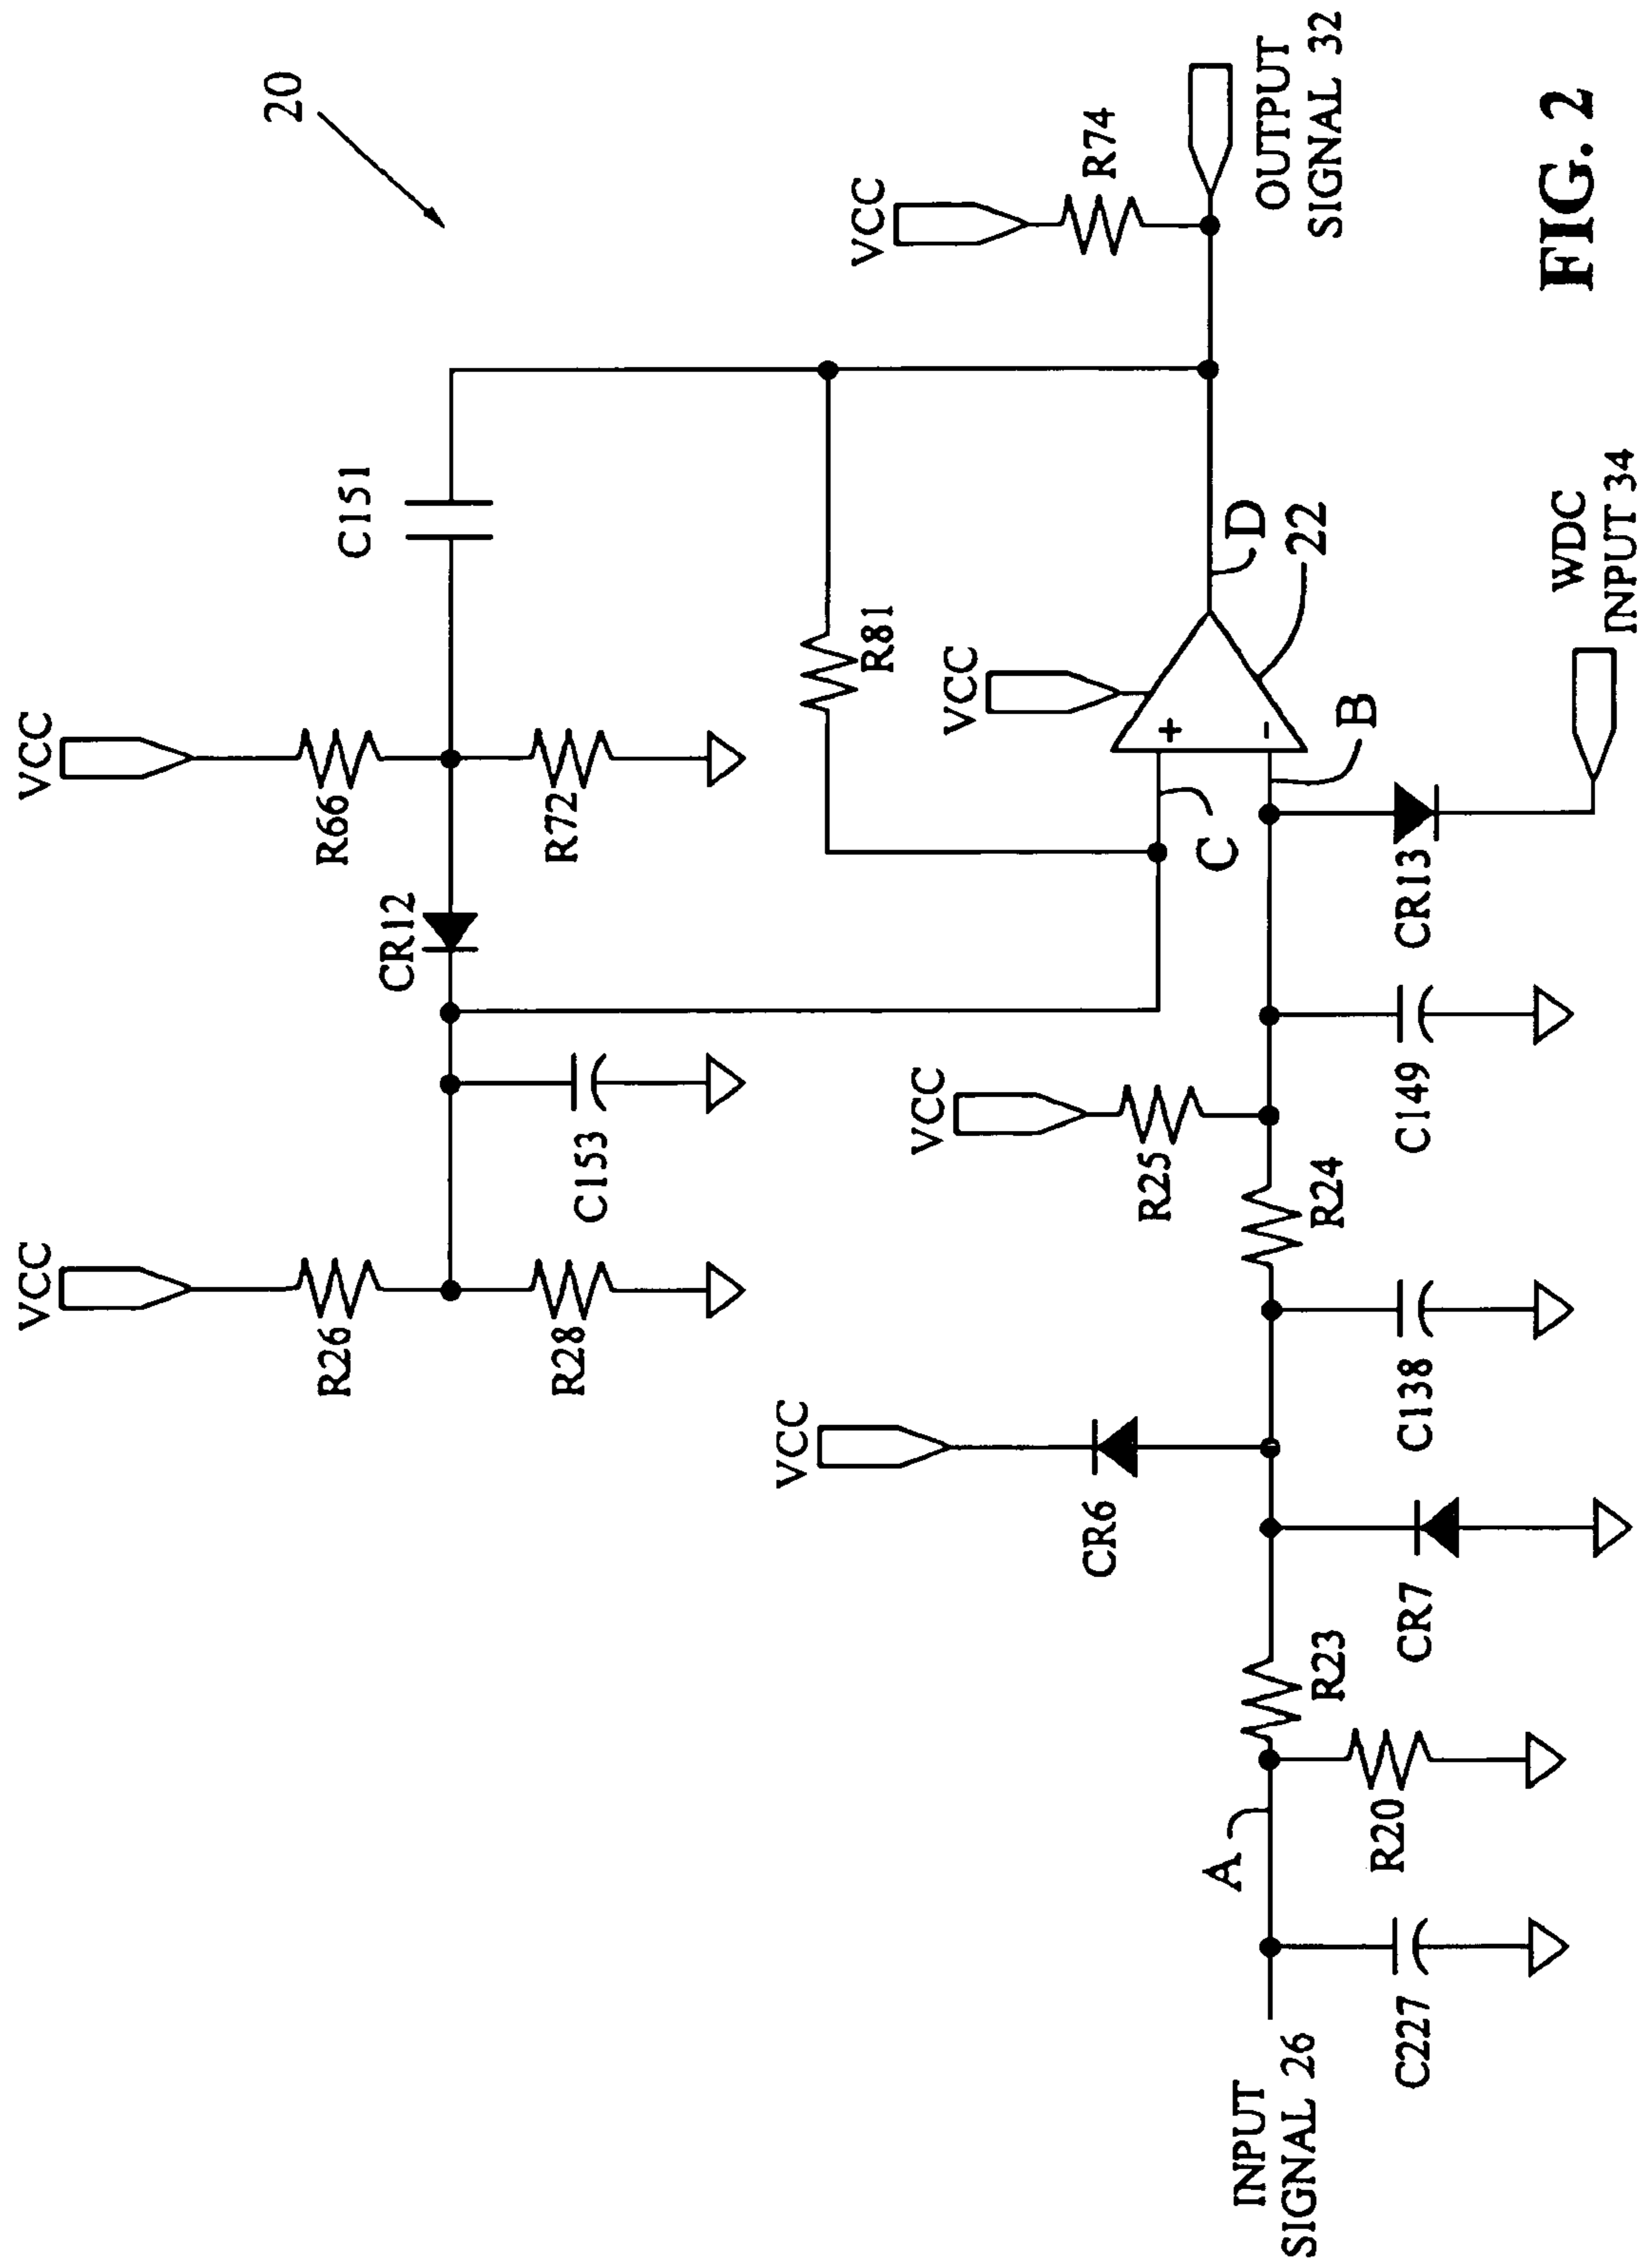 20
VCC
R26
R28
C153
CR12
VCC
R66
R72
C151
R81
VCC
R74
OUTPUT
SIGNAL 32
VCC
+
-
C
B
D
22
WDC
INPUT 34
CR13
C149
VCC
R25
R24
C138
VCC
CR6
CR7
R23
R20
A
C227
INPUT
SIGNAL 26
FIG. 2